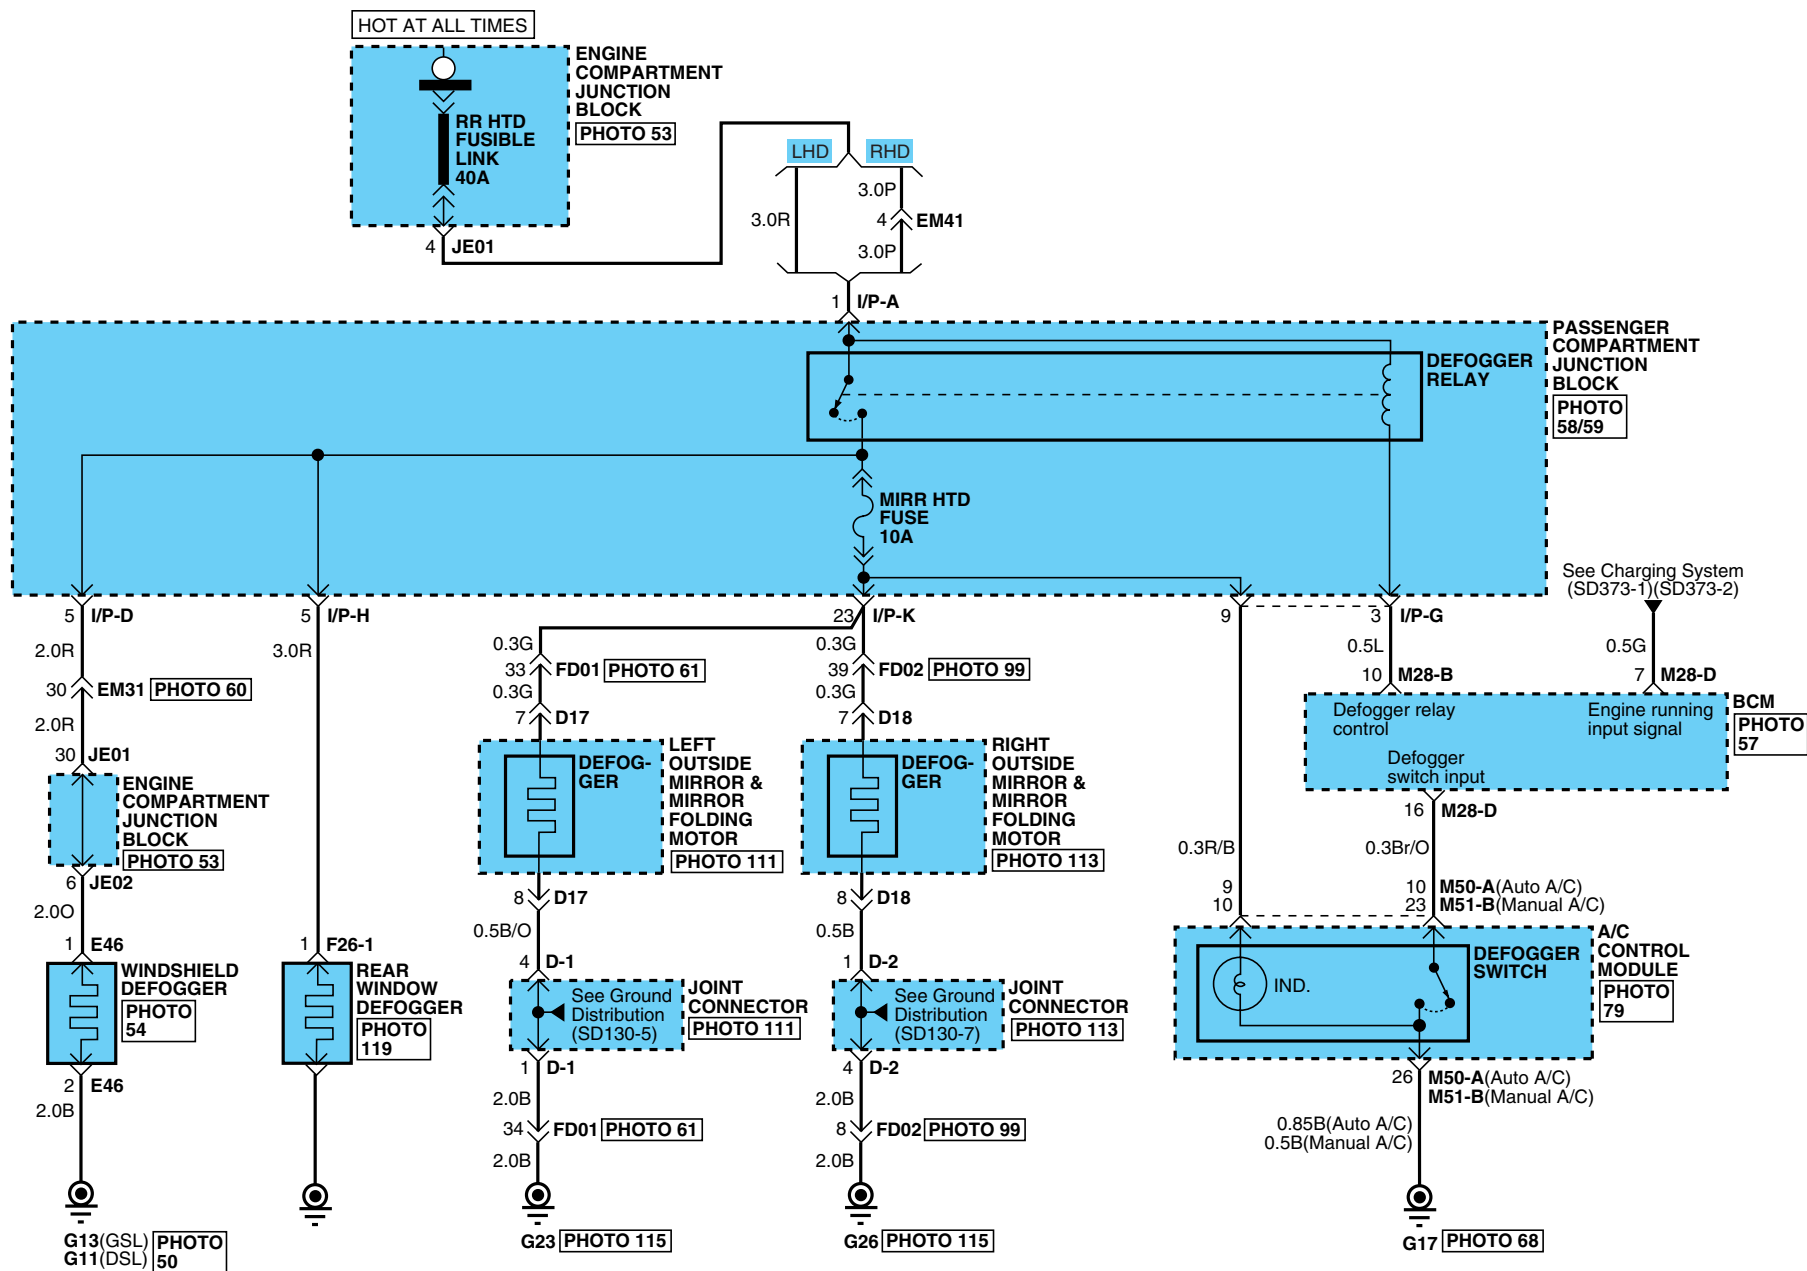 HOT AT ALL TIMES
ENGINE
COMPARTMENT
JUNCTION
BLOCK
PHOTO 53
RR HTD
FUSIBLE
LINK
40A
4 JE01
LHD RHD
3.0R
3.0P
4 EM41
3.0P
1 I/P-A
PASSENGER
COMPARTMENT
JUNCTION
BLOCK
PHOTO
58/59
DEFOGGER
RELAY
MIRR HTD
FUSE
10A
See Charging System
(SD373-1)(SD373-2)
5 I/P-D
5 I/P-H
23 I/P-K
9
3 I/P-G
2.0R
30 EM31 PHOTO 60
2.0R
30 JE01
ENGINE
COMPARTMENT
JUNCTION
BLOCK
PHOTO 53
6 JE02
2.0O
1 E46
WINDSHIELD
DEFOGGER
PHOTO
54
2 E46
2.0B
G13(GSL)
G11(DSL)
PHOTO
50
3.0R
1 F26-1
REAR
WINDOW
DEFOGGER
PHOTO
119
0.3G
33 FD01 PHOTO 61
0.3G
7 D17
DEFOG-
GER
LEFT
OUTSIDE
MIRROR &
MIRROR
FOLDING
MOTOR
PHOTO 111
8 D17
0.5B/O
4 D-1
See Ground
Distribution
(SD130-5)
JOINT
CONNECTOR
PHOTO 111
1 D-1
2.0B
34 FD01 PHOTO 61
2.0B
G23 PHOTO 115
0.3G
39 FD02 PHOTO 99
0.3G
7 D18
DEFOG-
GER
RIGHT
OUTSIDE
MIRROR &
MIRROR
FOLDING
MOTOR
PHOTO 113
8 D18
0.5B
1 D-2
See Ground
Distribution
(SD130-7)
JOINT
CONNECTOR
PHOTO 113
4 D-2
2.0B
8 FD02 PHOTO 99
2.0B
G26 PHOTO 115
0.5L
10 M28-B
0.5G
7 M28-D
Defogger relay
control
Engine running
input signal
Defogger
switch input
BCM
PHOTO
57
16 M28-D
0.3R/B
0.3Br/O
9
10
10 M50-A(Auto A/C)
23 M51-B(Manual A/C)
IND.
DEFOGGER
SWITCH
A/C
CONTROL
MODULE
PHOTO
79
26 M50-A(Auto A/C)
M51-B(Manual A/C)
0.85B(Auto A/C)
0.5B(Manual A/C)
G17 PHOTO 68